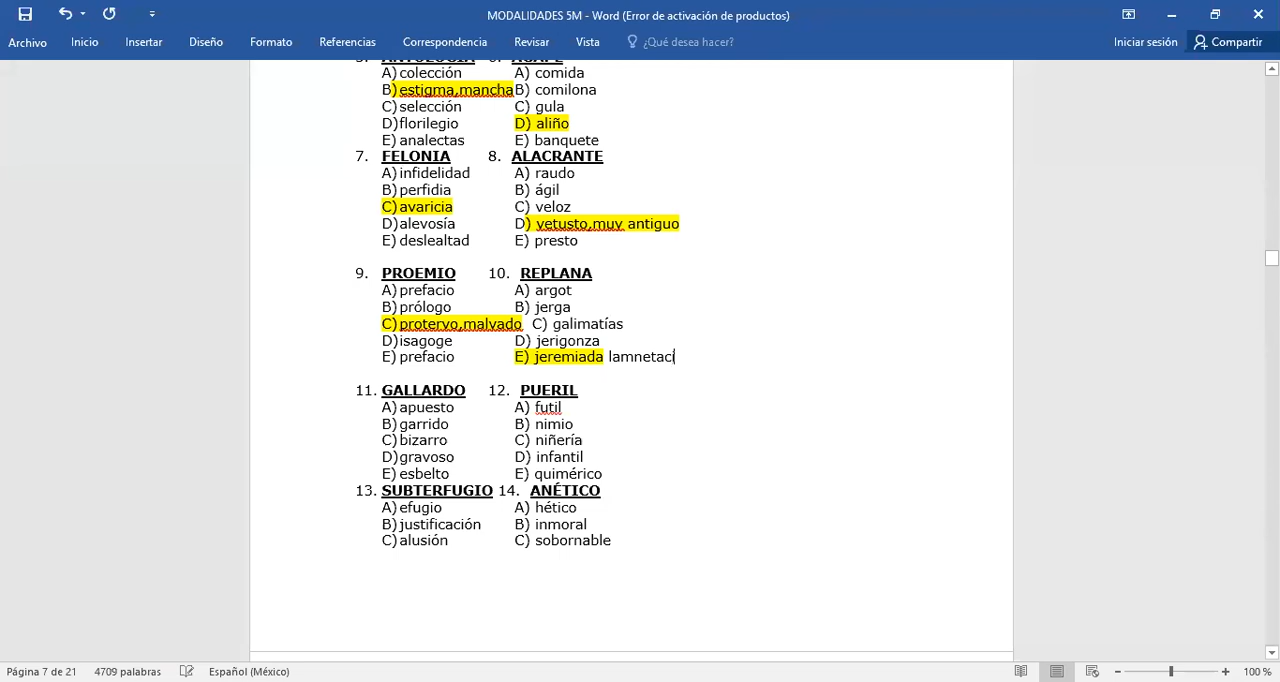 MODALIDADES 5M - Word (Error de activación de productos)
Archivo Inicio Insertar Diseño Formato Referencias Correspondencia Revisar Vista ¿Qué desea hacer? Iniciar sesión Compartir
5. ANTOLOGIA 6. AGAPE
A) colección A) comida
B) estigma,mancha B) comilona
C) selección C) gula
D) florilegio D) aliño
E) analectas E) banquete
7. FELONIA 8. ALACRANTE
A) infidelidad A) raudo
B) perfidia B) ágil
C) avaricia C) veloz
D) alevosía D) vetusto,muy antiguo
E) deslealtad E) presto
9. PROEMIO 10. REPLANA
A) prefacio A) argot
B) prólogo B) jerga
C) protervo,malvado C) galimatías
D) isagoge D) jerigonza
E) prefacio E) jeremiada lamnetaci
11. GALLARDO 12. PUERIL
A) apuesto A) futil
B) garrido B) nimio
C) bizarro C) niñería
D) gravoso D) infantil
E) esbelto E) quimérico
13. SUBTERFUGIO 14. ANÉTICO
A) efugio A) hético
B) justificación B) inmoral
C) alusión C) sobornable
Página 7 de 21 4709 palabras Español (México) 100 %